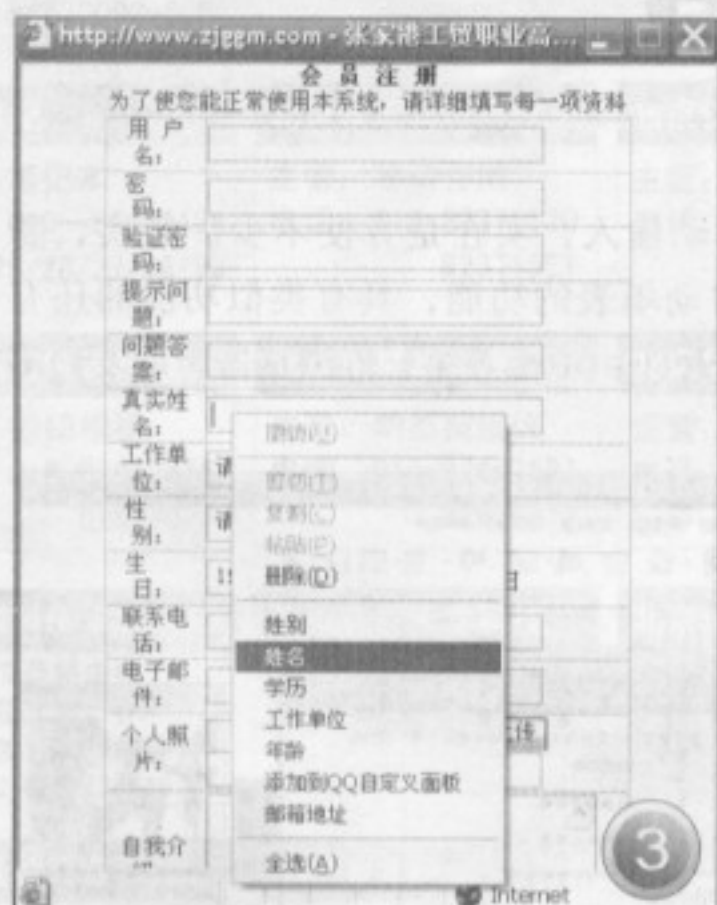 http://www.zjggm.com - 张家港工贸职业高...
会 员 注 册
为了使您能正常使用本系统，请详细填写每一项资料
用 户
名：
密
码：
验证密
码：
提示问
题：
问题答
案：
真实姓
名：
工作单
位：
请
性
别：
请
生
日：
19
日
联系电
话：
电子邮
件：
个人照
片：
传
自我介
撤消(U)
剪切(T)
复制(C)
粘贴(P)
删除(D)
性别
姓名
学历
工作单位
年龄
添加到QQ自定义面板
邮箱地址
全选(A)
3
Internet